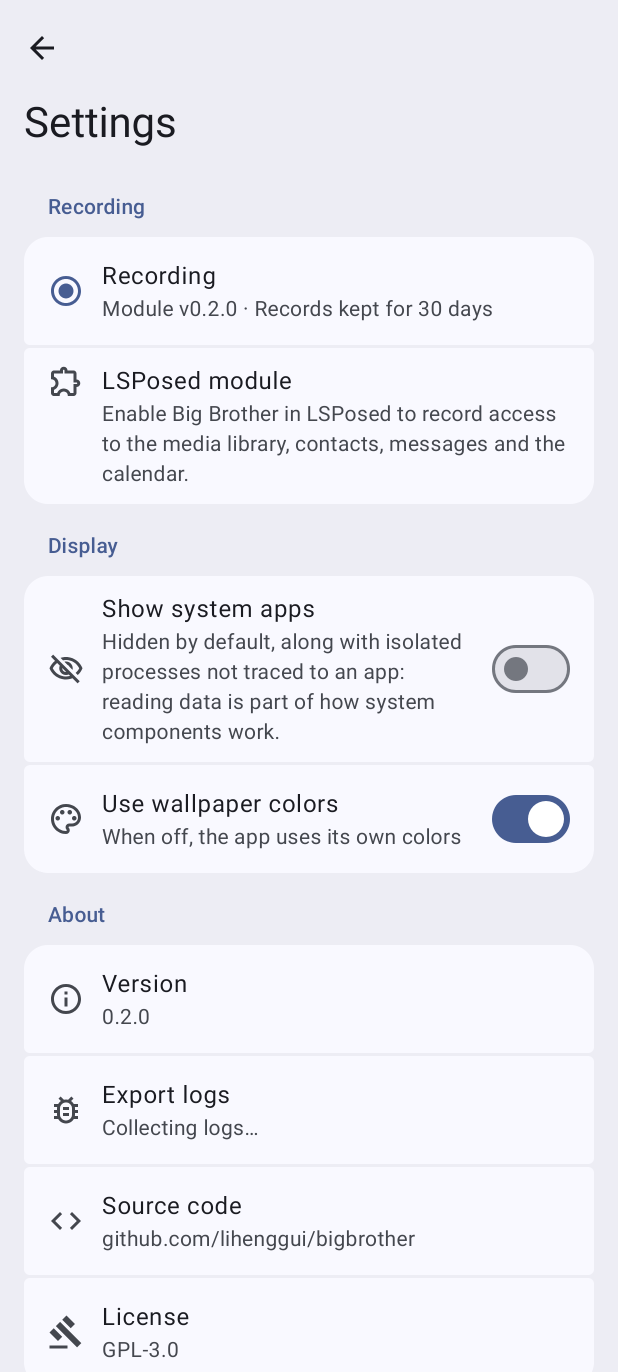 Settings
Recording
Recording
Module v0.2.0 · Records kept for 30 days
LSPosed module
Enable Big Brother in LSPosed to record access
to the media library, contacts, messages and the
calendar.
Display
Show system apps
Hidden by default, along with isolated
processes not traced to an app:
reading data is part of how system
components work.
Use wallpaper colors
When off, the app uses its own colors
About
Version
0.2.0
Export logs
Collecting logs…
Source code
github.com/lihenggui/bigbrother
License
GPL-3.0